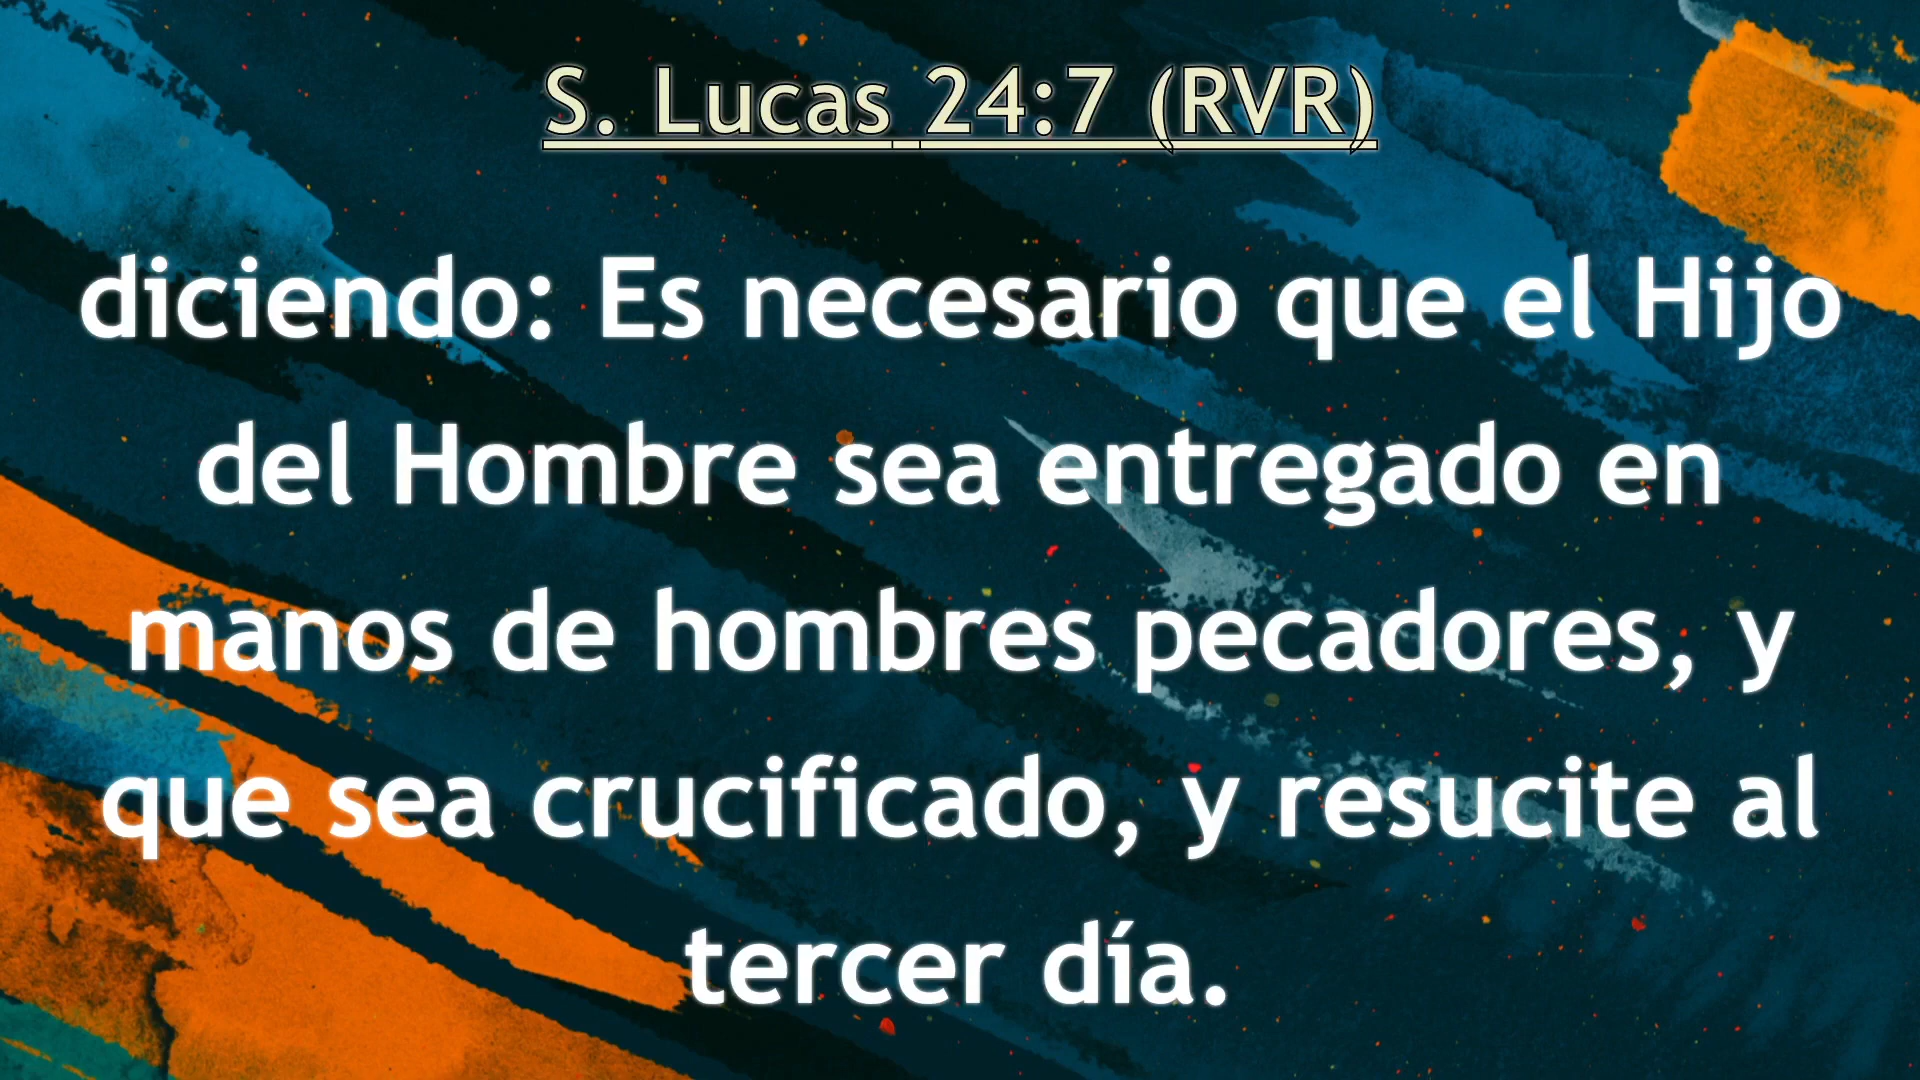 S. Lucas 24:7 (RVR)
diciendo: Es necesario que el Hijo
del Hombre sea entregado en
manos de hombres pecadores, y
que sea crucificado, y resucite al
tercer día.